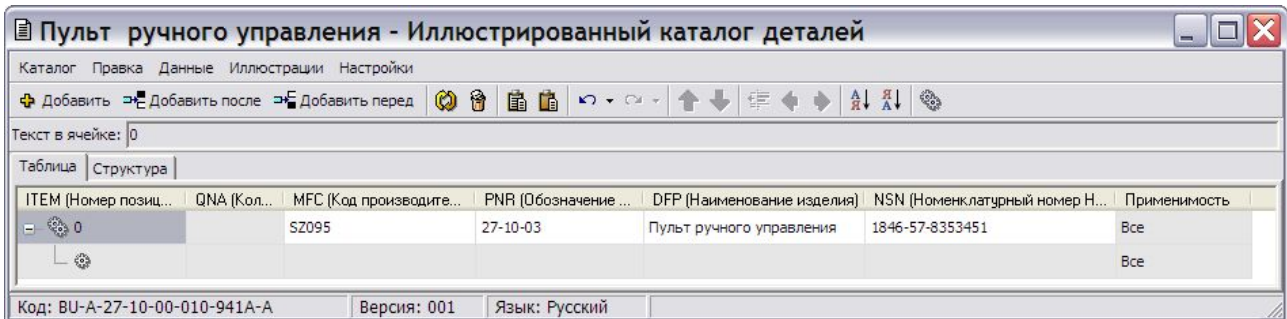 Пульт ручного управления - Иллюстрированный каталог деталей
Каталог Правка Данные Иллюстрации Настройки
Добавить Добавить после Добавить перед
Текст в ячейке: 0
Таблица Структура
ITEM (Номер позиц... QNA (Кол... MFC (Код производите... PNR (Обозначение ... DFP (Наименование изделия) NSN (Номенклатурный номер Н... Применимость
0 SZ095 27-10-03 Пульт ручного управления 1846-57-8353451 Все
Все
Код: BU-A-27-10-00-010-941A-A Версия: 001 Язык: Русский